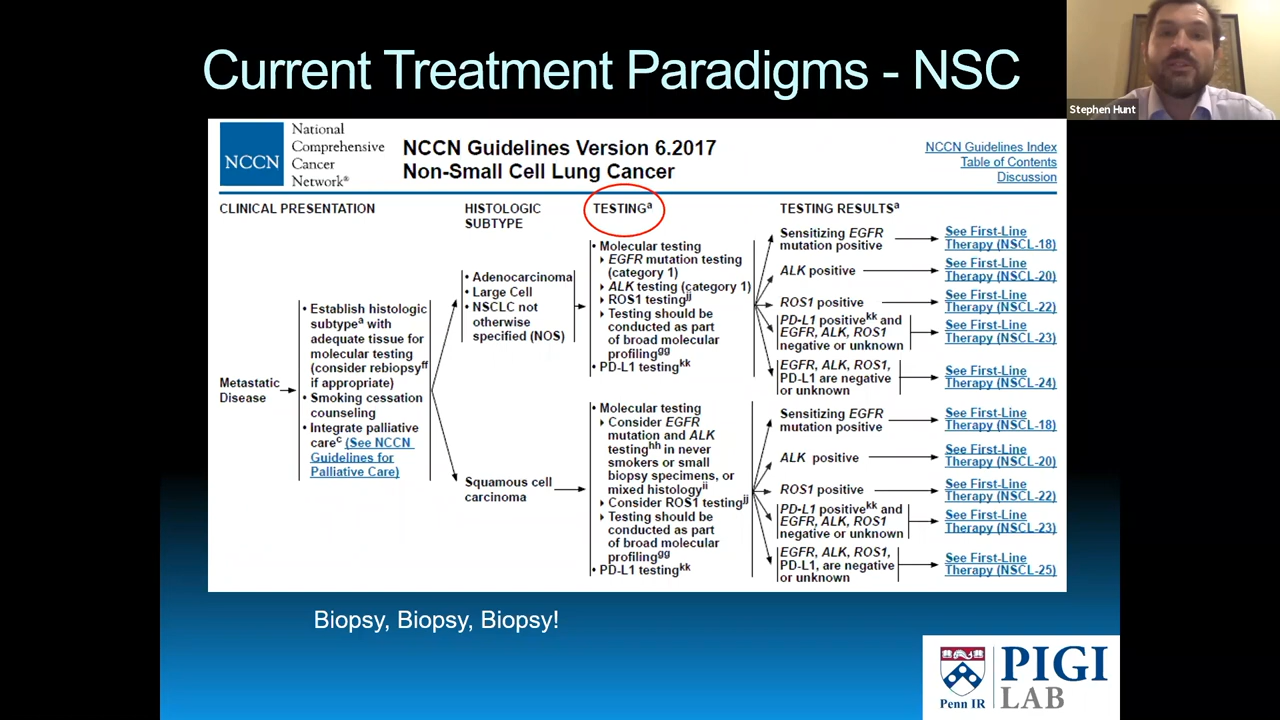 Current Treatment Paradigms - NSC
Stephen Hunt
NCCN
National
Comprehensive
Cancer
Network®
NCCN Guidelines Version 6.2017
Non-Small Cell Lung Cancer
NCCN Guidelines Index
Table of Contents
Discussion
CLINICAL PRESENTATION
HISTOLOGIC
SUBTYPE
TESTINGᵃ
TESTING RESULTSᵃ
Metastatic
Disease
• Establish histologic
subtypeᵃ with
adequate tissue for
molecular testing
(consider rebiopsyᶠᶠ
if appropriate)
• Smoking cessation
counseling
• Integrate palliative
careᶜ (See NCCN
Guidelines for
Palliative Care)
• Adenocarcinoma
• Large Cell
• NSCLC not
otherwise
specified (NOS)
• Molecular testing
EGFR mutation testing
(category 1)
ALK testing (category 1)
ROS1 testingʲʲ
Testing should be
conducted as part
of broad molecular
profilingᵍᵍ
• PD-L1 testingᵏᵏ
Sensitizing EGFR
mutation positive
See First-Line
Therapy (NSCL-18)
ALK positive
See First-Line
Therapy (NSCL-20)
ROS1 positive
See First-Line
Therapy (NSCL-22)
PD-L1 positiveᵏᵏ and
EGFR, ALK, ROS1
negative or unknown
See First-Line
Therapy (NSCL-23)
EGFR, ALK, ROS1,
PD-L1 are negative
or unknown
See First-Line
Therapy (NSCL-24)
Squamous cell
carcinoma
• Molecular testing
Consider EGFR
mutation and ALK
testingʰʰ in never
smokers or small
biopsy specimens, or
mixed histologyⁱⁱ
Consider ROS1 testingʲʲ
Testing should be
conducted as part
of broad molecular
profilingᵍᵍ
• PD-L1 testingᵏᵏ
Sensitizing EGFR
mutation positive
See First-Line
Therapy (NSCL-18)
ALK positive
See First-Line
Therapy (NSCL-20)
ROS1 positive
See First-Line
Therapy (NSCL-22)
PD-L1 positiveᵏᵏ and
EGFR, ALK, ROS1
negative or unknown
See First-Line
Therapy (NSCL-23)
EGFR, ALK, ROS1,
PD-L1, are negative
or unknown
See First-Line
Therapy (NSCL-25)
Biopsy, Biopsy, Biopsy!
Penn IR
PIGI
LAB